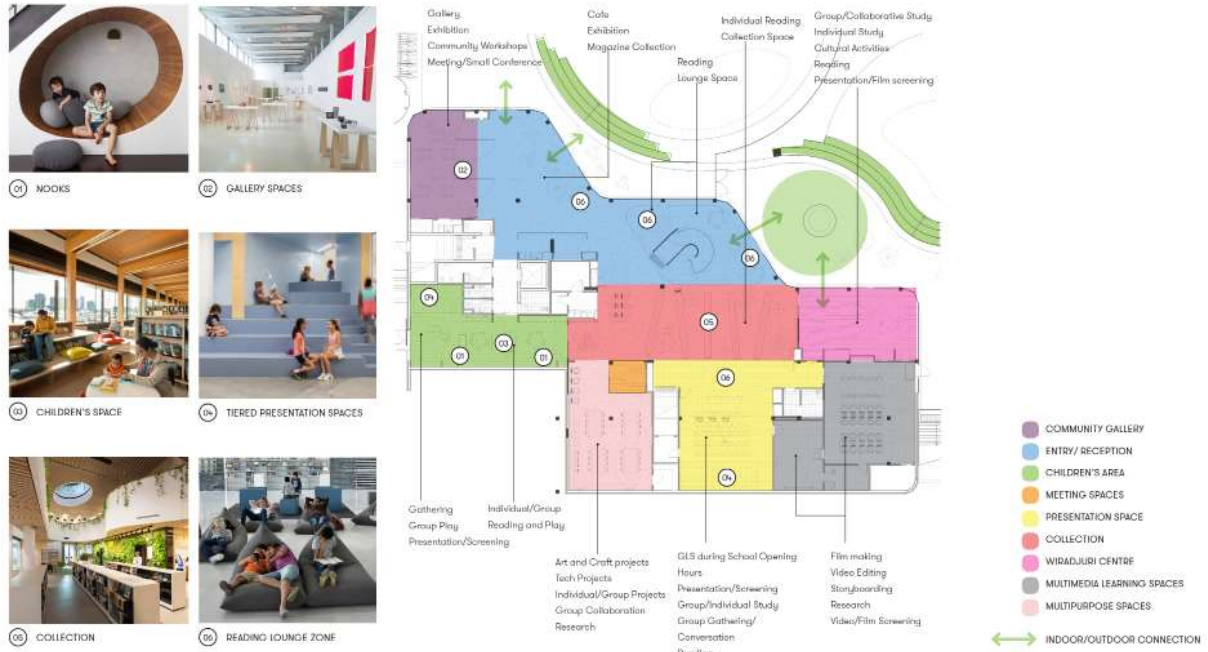 01 NOOKS
02 GALLERY SPACES
03 CHILDREN'S SPACE
04 TIERED PRESENTATION SPACES
05 COLLECTION
06 READING LOUNGE ZONE
Gallery
Exhibition
Community Workshops
Meeting/Small Conference
Cafe
Exhibition
Magazine Collection
Reading
Lounge Space
Individual Reading
Collection Space
Group/Collaborative Study
Individual Study
Cultural Activities
Reading
Presentation/Film screening
02
06
06
06
04
03
01
01
05
06
04
Gathering
Group Play
Presentation/Screening
Individual/Group
Reading and Play
Art and Craft projects
Tech Projects
Individual/Group Projects
Group Collaboration
Research
GLS during School Opening
Hours
Presentation/Screening
Group/Individual Study
Group Gathering/
Conversation
Film making
Video Editing
Storyboarding
Research
Video/Film Screening
COMMUNITY GALLERY
ENTRY/ RECEPTION
CHILDREN'S AREA
MEETING SPACES
PRESENTATION SPACE
COLLECTION
WIRADJURI CENTRE
MULTIMEDIA LEARNING SPACES
MULTIPURPOSE SPACES
INDOOR/OUTDOOR CONNECTION